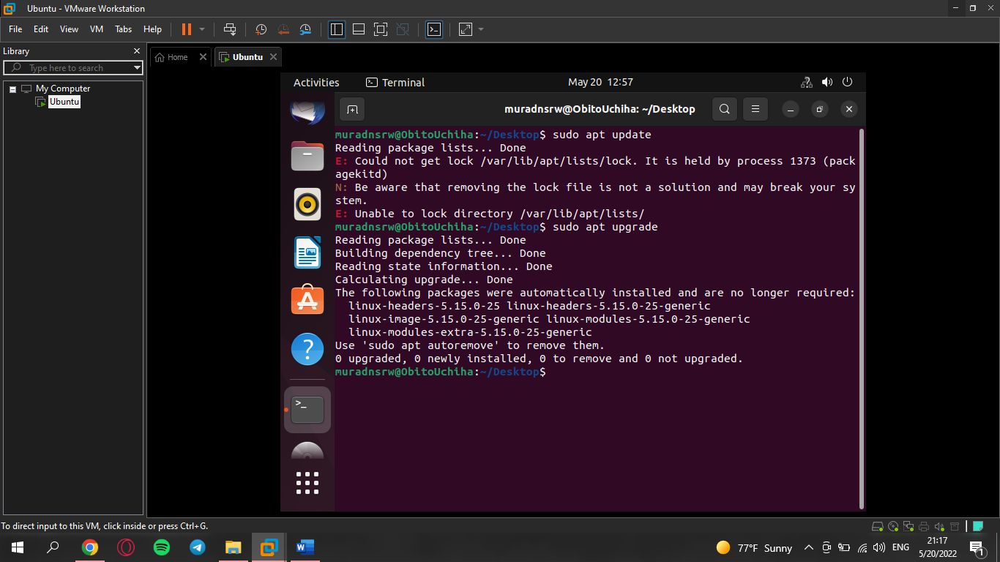 Ubuntu - VMware Workstation
File Edit View VM Tabs Help
Library
Type here to search
My Computer
Ubuntu
Home
Ubuntu
Activities
Terminal
May 20 12:57
muradnsrw@ObitoUchiha: ~/Desktop
muradnsrw@ObitoUchiha:~/Desktop$ sudo apt update
Reading package lists... Done
E: Could not get lock /var/lib/apt/lists/lock. It is held by process 1373 (pack
agekitd)
N: Be aware that removing the lock file is not a solution and may break your sy
stem.
E: Unable to lock directory /var/lib/apt/lists/
muradnsrw@ObitoUchiha:~/Desktop$ sudo apt upgrade
Reading package lists... Done
Building dependency tree... Done
Reading state information... Done
Calculating upgrade... Done
The following packages were automatically installed and are no longer required:
linux-headers-5.15.0-25 linux-headers-5.15.0-25-generic
linux-image-5.15.0-25-generic linux-modules-5.15.0-25-generic
linux-modules-extra-5.15.0-25-generic
Use 'sudo apt autoremove' to remove them.
0 upgraded, 0 newly installed, 0 to remove and 0 not upgraded.
muradnsrw@ObitoUchiha:~/Desktop$
To direct input to this VM, click inside or press Ctrl+G.
77°F Sunny
ENG
21:17
5/20/2022
1